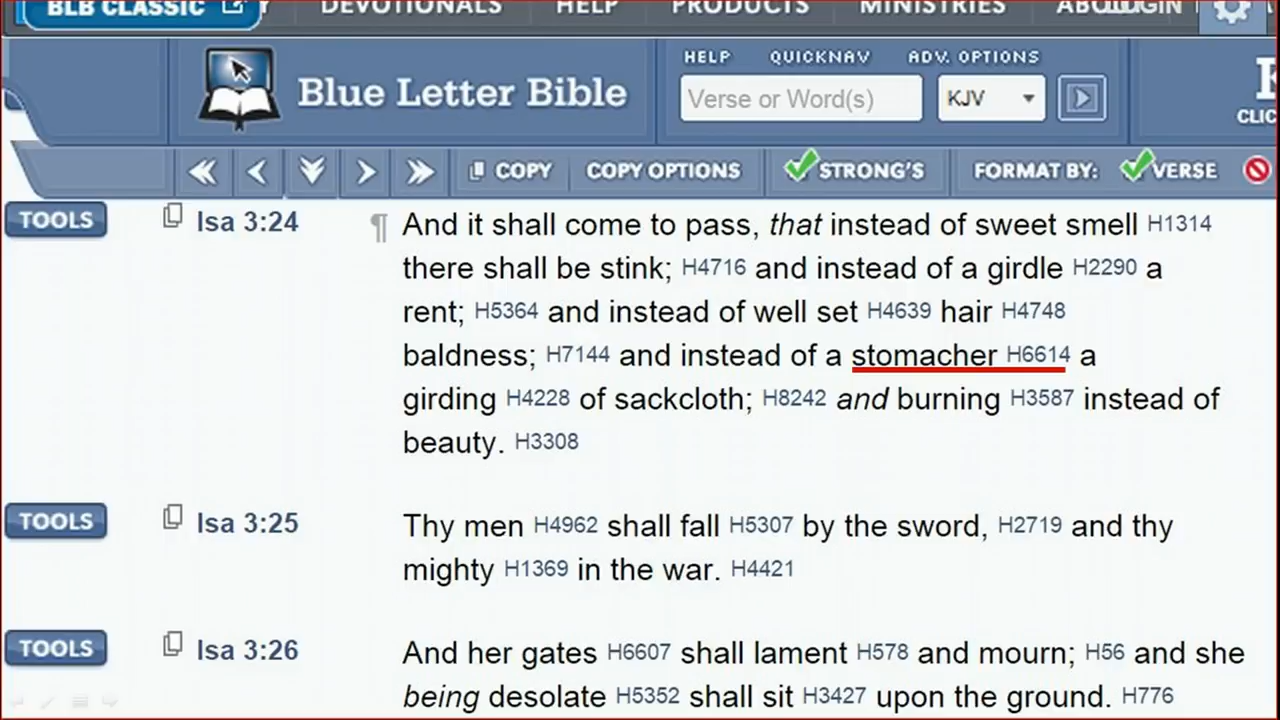 BLB CLASSIC
DEVOTIONALS HELP PRODUCTS MINISTRIES
HELP QUICKNAV ADV. OPTIONS
Blue Letter Bible
Verse or Word(s) KJV
COPY COPY OPTIONS STRONG'S FORMAT BY: VERSE
TOOLS Isa 3:24 ¶ And it shall come to pass, that instead of sweet smell H1314
there shall be stink; H4716 and instead of a girdle H2290 a
rent; H5364 and instead of well set H4639 hair H4748
baldness; H7144 and instead of a stomacher H6614 a
girding H4228 of sackcloth; H8242 and burning H3587 instead of
beauty. H3308
TOOLS Isa 3:25 Thy men H4962 shall fall H5307 by the sword, H2719 and thy
mighty H1369 in the war. H4421
TOOLS Isa 3:26 And her gates H6607 shall lament H578 and mourn; H56 and she
being desolate H5352 shall sit H3427 upon the ground. H776